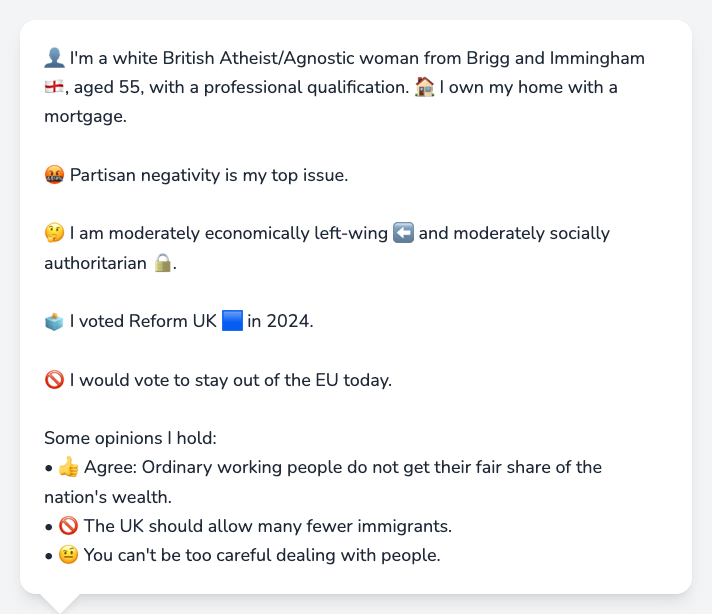 👤 I'm a white British Atheist/Agnostic woman from Brigg and Immingham
🏴󠁧󠁢󠁥󠁮󠁧󠁿, aged 55, with a professional qualification. 🏠 I own my home with a
mortgage.
🤬 Partisan negativity is my top issue.
🤔 I am moderately economically left-wing ⬅️ and moderately socially
authoritarian 🔒.
🗳️ I voted Reform UK 🟦 in 2024.
🚫 I would vote to stay out of the EU today.
Some opinions I hold:
• 👍 Agree: Ordinary working people do not get their fair share of the
nation's wealth.
• 🚫 The UK should allow many fewer immigrants.
• 🤨 You can't be too careful dealing with people.